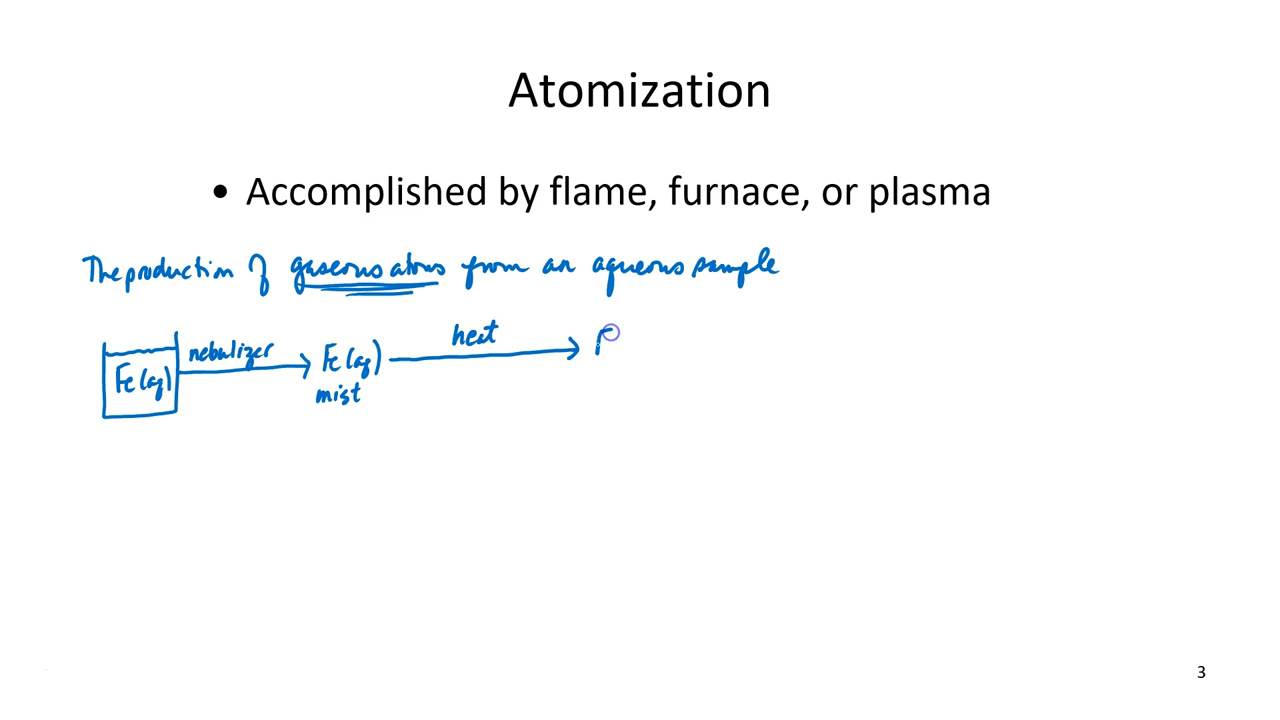 Atomization
• Accomplished by flame, furnace, or plasma
The production of gaseous atoms from an aqueous sample
Fe(aq) nebulizer Fe(aq) heat
mist
3